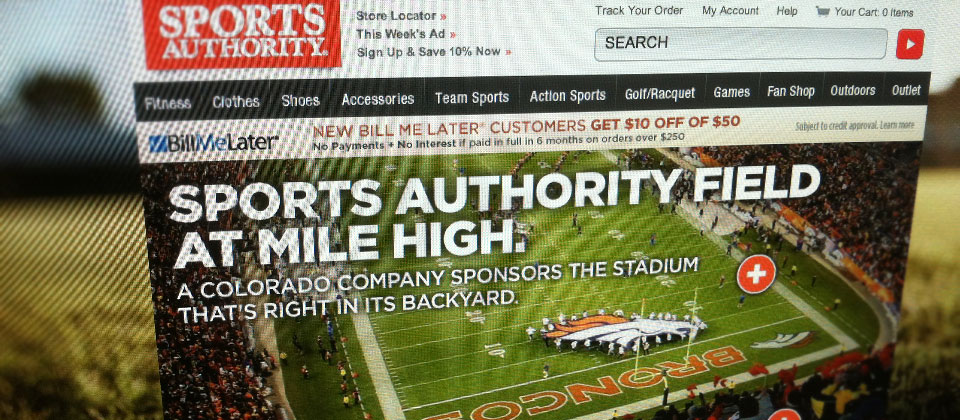 SPORTS
AUTHORITY
Store Locator »
This Week's Ad »
Sign Up & Save 10% Now »
Track Your Order My Account Help Your Cart: 0 Items
SEARCH
Fitness Clothes Shoes Accessories Team Sports Action Sports Golf/Racquet Games Fan Shop Outdoors Outlet
BillMeLater
NEW BILL ME LATER® CUSTOMERS GET $10 OFF OF $50
No Payments + No Interest if paid in full in 6 months on orders over $250
Subject to credit approval. Learn more
SPORTS AUTHORITY FIELD
AT MILE HIGH.
A COLORADO COMPANY SPONSORS THE STADIUM
THAT'S RIGHT IN ITS BACKYARD.
BRONCOS